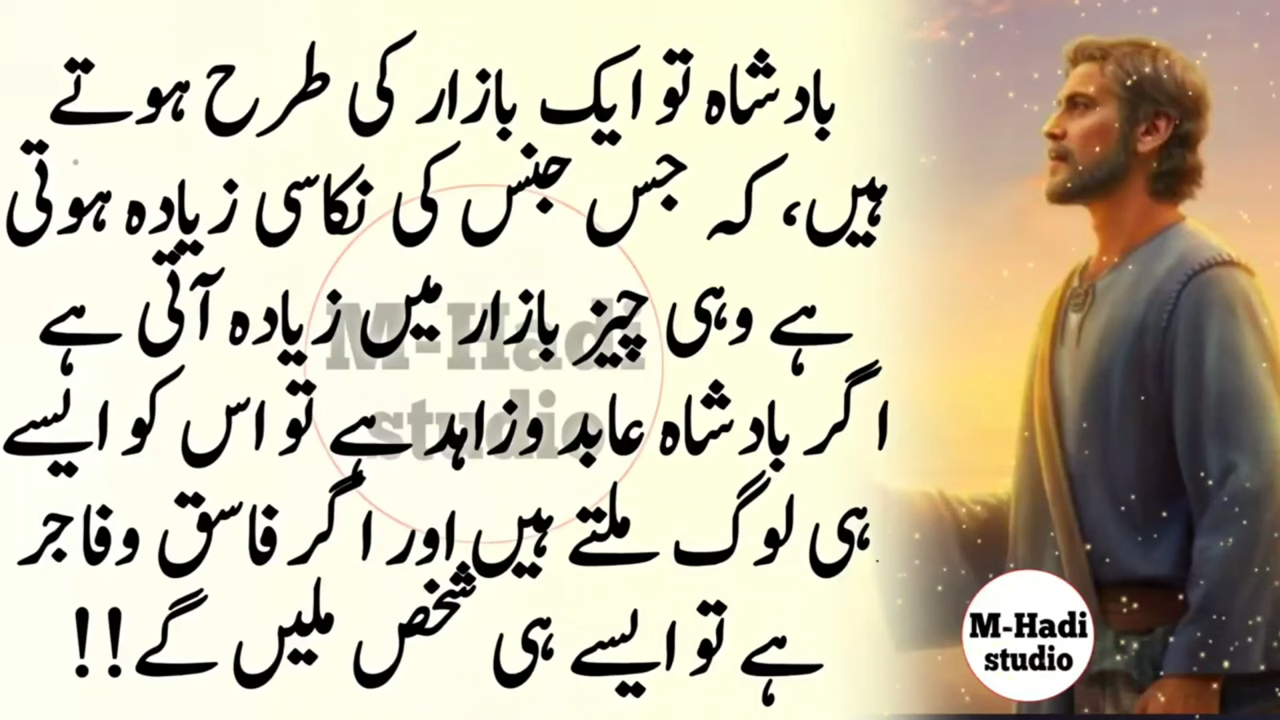 بادشاہ تو ایک بازار کی طرح ہوتے
ہیں، کہ جس جنس کی نکاسی زیادہ ہوتی
ہے وہی چیز بازار میں زیادہ آتی ہے
اگر بادشاہ عابد وزاہد ہے تو اس کو ایسے
ہی لوگ ملتے ہیں اور اگر فاسق وفاجر
ہے تو ایسے ہی شخص ملیں گے!!
M-Hadi
studio
M-Hadi
studio